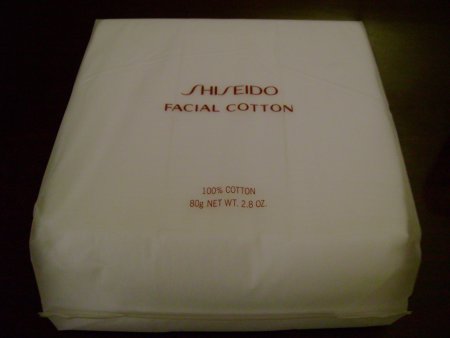 SHISEIDO
FACIAL COTTON
100% COTTON
80g NET WT. 2.8 OZ.